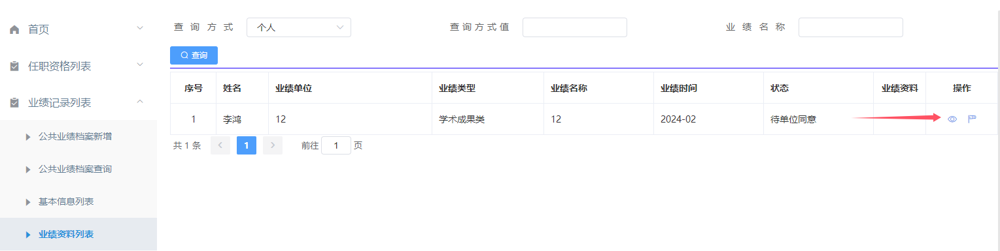 首页
任职资格列表
业绩记录列表
公共业绩档案新增
公共业绩档案查询
基本信息列表
业绩资料列表
查询方式 个人 查询方式值 业绩名称
查询
序号 姓名 业绩单位 业绩类型 业绩名称 业绩时间 状态 业绩资料 操作
1 李鸿 12 学术成果类 12 2024-02 待单位同意
共 1 条 1 前往 1 页